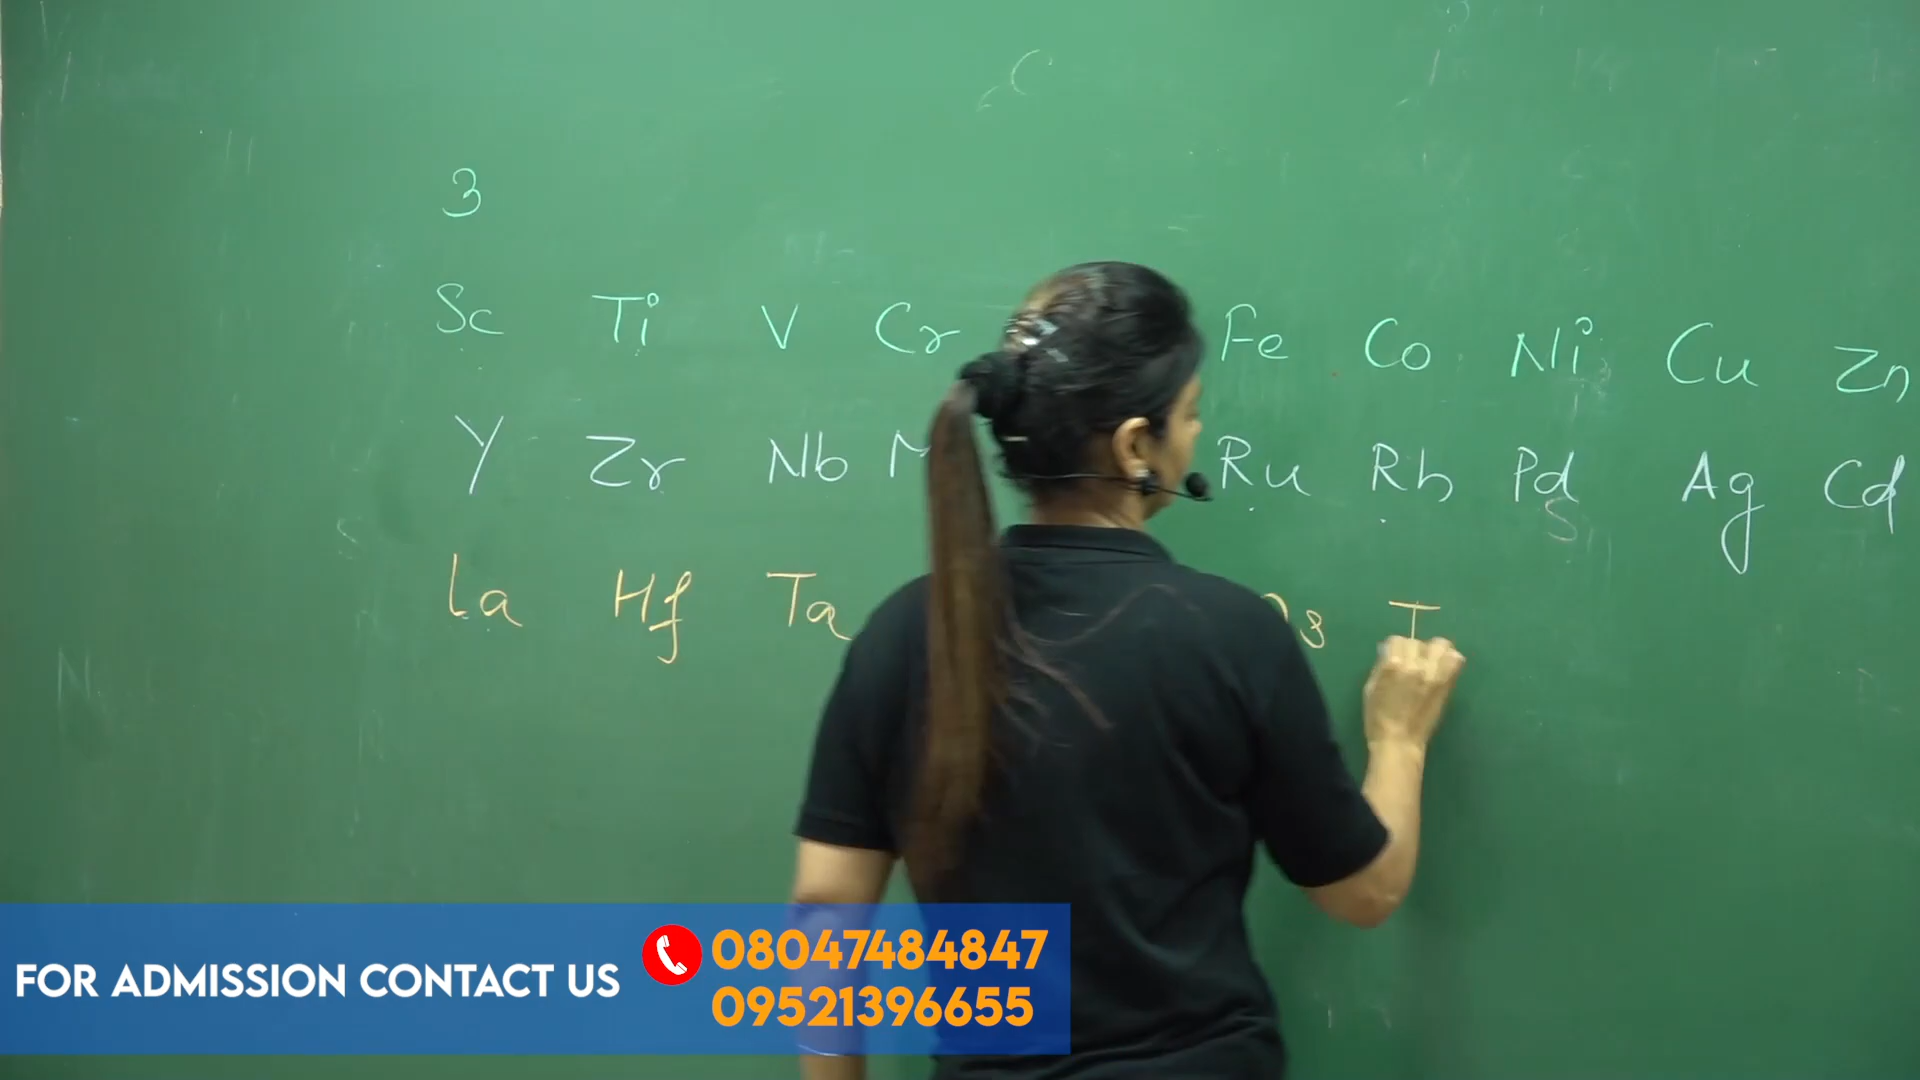 3
Sc Ti V Cr Fe Co Ni Cu Zn
Y Zr Nb Ru Rh Pd Ag Cd
La Hf Ta
FOR ADMISSION CONTACT US
08047484847
09521396655